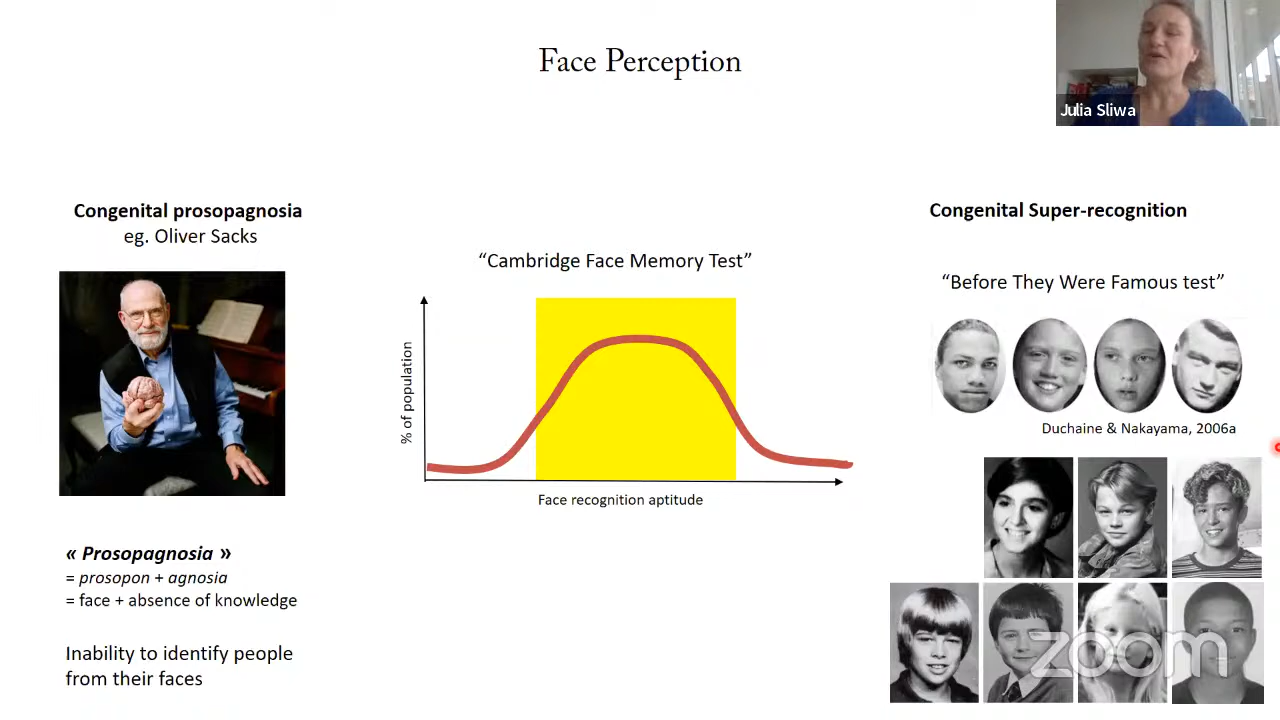 Face Perception
Julia Sliwa
Congenital prosopagnosia
eg. Oliver Sacks
« Prosopagnosia »
= prosopon + agnosia
= face + absence of knowledge
Inability to identify people
from their faces
“Cambridge Face Memory Test”
% of population
Face recognition aptitude
Congenital Super-recognition
“Before They Were Famous test”
Duchaine & Nakayama, 2006a
zoom